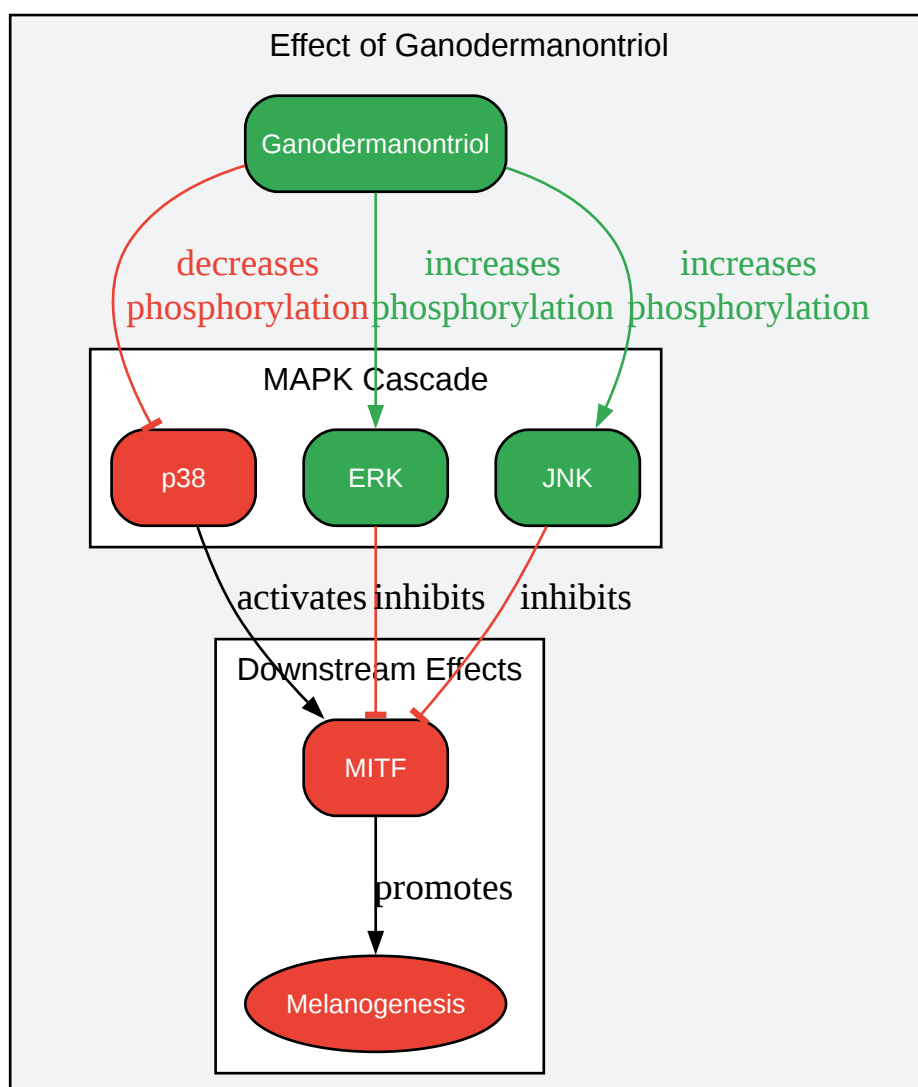 Effect of Ganodermanontriol
Ganodermanontriol
decreases
phosphorylation
increases
phosphorylation
increases
phosphorylation
MAPK Cascade
p38
ERK
JNK
activates
inhibits
inhibits
Downstream Effects
MITF
promotes
Melanogenesis